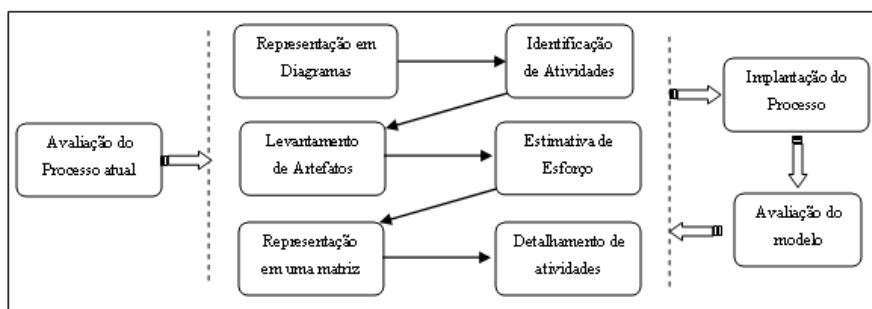 Avaliação do
Processo atual
Representação em
Diagramas
Identificação
de Atividades
Levantamento
de Artefatos
Estimativa de
Esforço
Representação
em uma matriz
Detalhamento de
atividades
Implantação do
Processo
Avaliação do
modelo